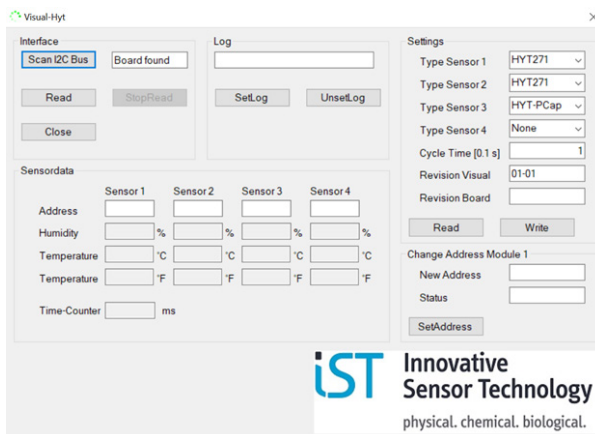 Visual-Hyt
Interface
Scan I2C Bus
Board found
Read
StopRead
Close
Log
SetLog
UnsetLog
Settings
Type Sensor 1 HYT271
Type Sensor 2 HYT271
Type Sensor 3 HYT-PCap
Type Sensor 4 None
Cycle Time [0.1 s] 1
Revision Visual 01-01
Revision Board
Read Write
Sensordata
Sensor 1 Sensor 2 Sensor 3 Sensor 4
Address
Humidity % % % %
Temperature °C °C °C °C
Temperature °F °F °F °F
Time-Counter ms
Change Address Module 1
New Address
Status
SetAddress
iST Innovative
Sensor Technology
physical. chemical. biological.